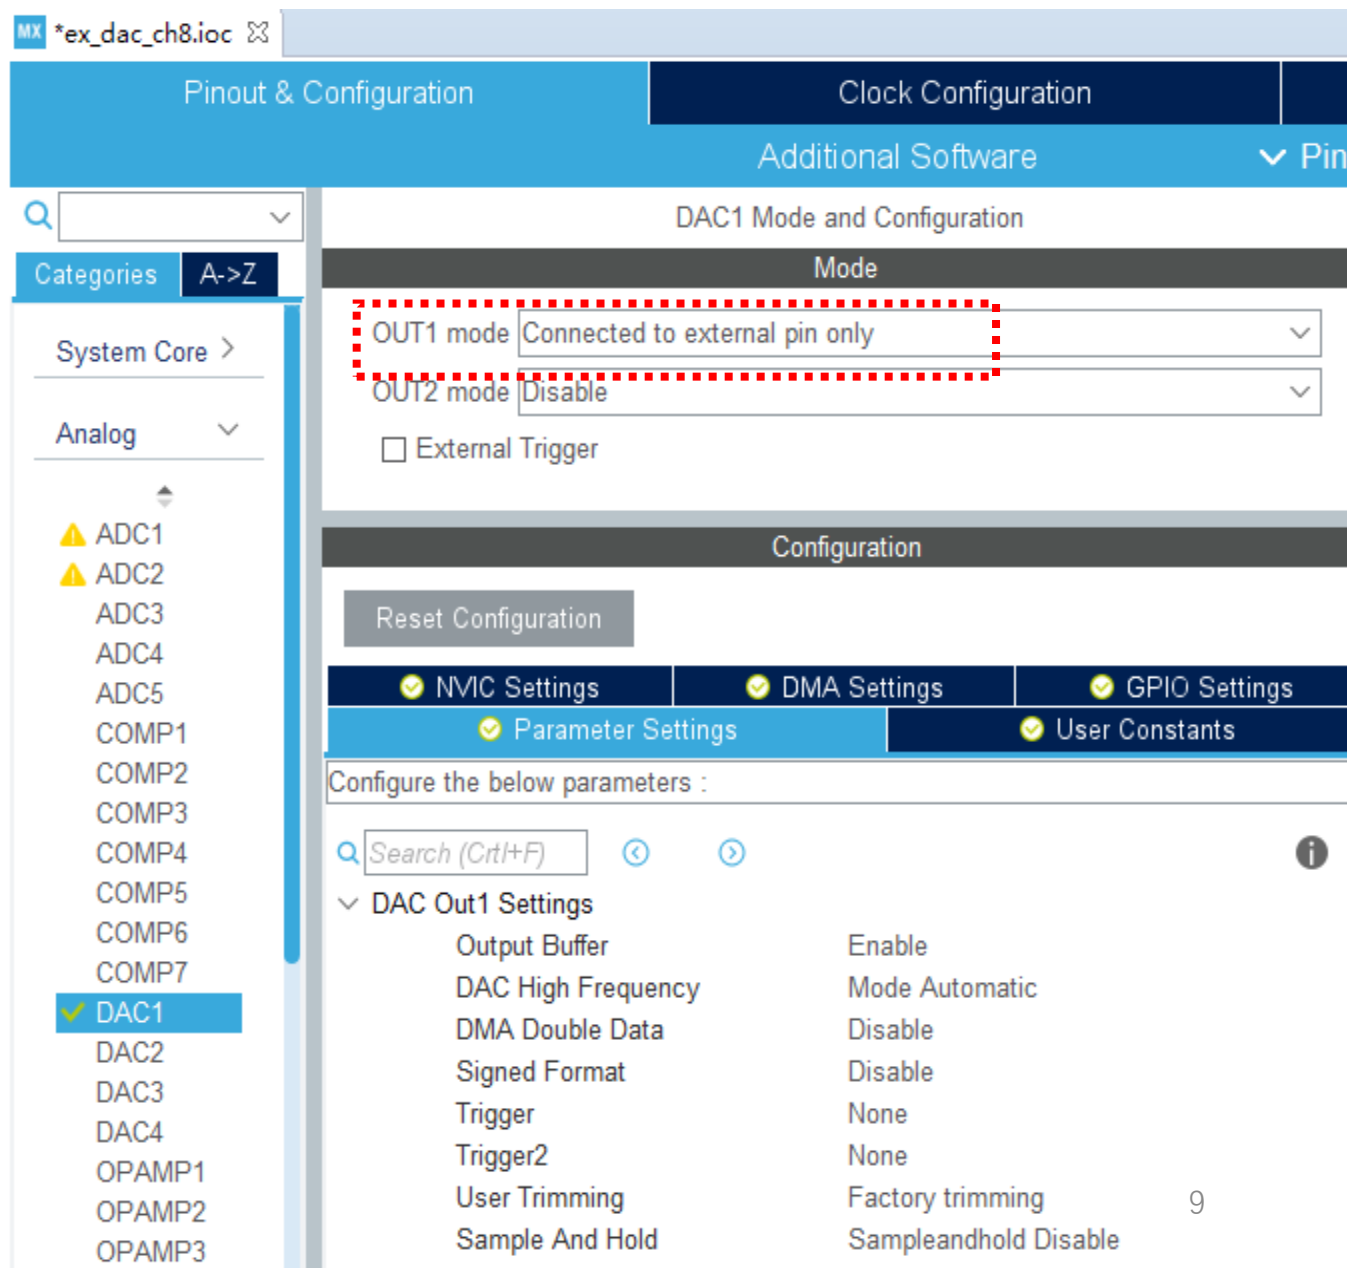 MX *ex_dac_ch8.ioc
Pinout & Configuration
Clock Configuration
Additional Software
Pin
Categories
A->Z
System Core
Analog
ADC1
ADC2
ADC3
ADC4
ADC5
COMP1
COMP2
COMP3
COMP4
COMP5
COMP6
COMP7
DAC1
DAC2
DAC3
DAC4
OPAMP1
OPAMP2
OPAMP3
DAC1 Mode and Configuration
Mode
OUT1 mode Connected to external pin only
OUT2 mode Disable
External Trigger
Configuration
Reset Configuration
NVIC Settings
DMA Settings
GPIO Settings
Parameter Settings
User Constants
Configure the below parameters :
Search (Crtl+F)
DAC Out1 Settings
Output Buffer Enable
DAC High Frequency Mode Automatic
DMA Double Data Disable
Signed Format Disable
Trigger None
Trigger2 None
User Trimming Factory trimming
Sample And Hold Sampleandhold Disable
9